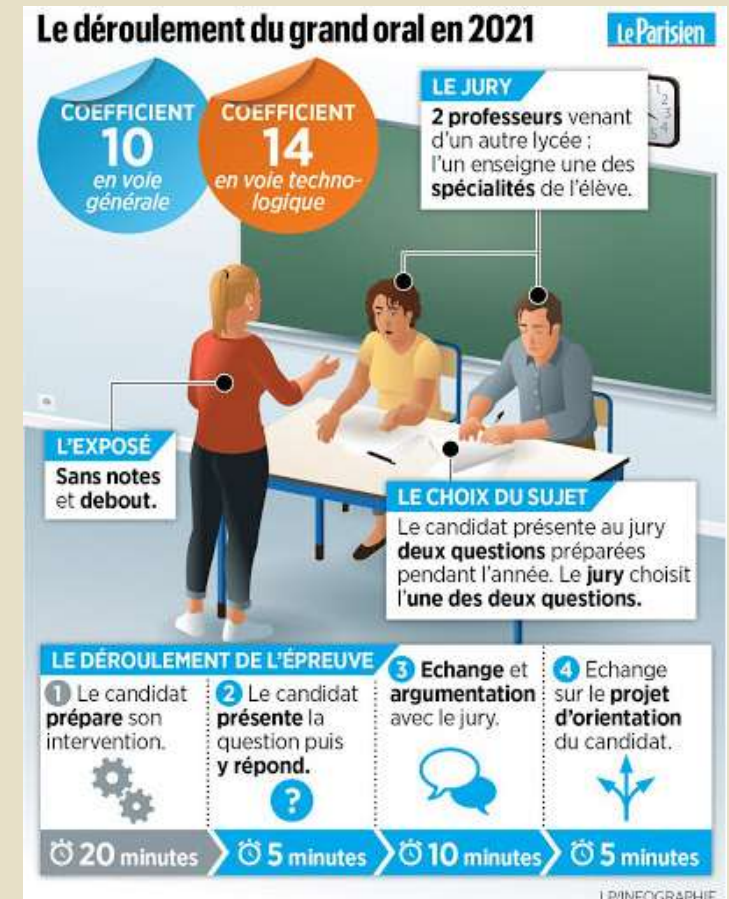 Le déroulement du grand oral en 2021
Le Parisien
COEFFICIENT
10
en voie
générale
COEFFICIENT
14
en voie techno-
logique
LE JURY
2 professeurs venant
d'un autre lycée :
l'un enseigne une des
spécialités de l'élève.
1
2
3
4
5
L'EXPOSÉ
Sans notes
et debout.
LE CHOIX DU SUJET
Le candidat présente au jury
deux questions préparées
pendant l'année. Le jury choisit
l'une des deux questions.
LE DÉROULEMENT DE L'ÉPREUVE
1 Le candidat
prépare son
intervention.
20 minutes
2 Le candidat
présente la
question puis
y répond.
?
5 minutes
3 Echange et
argumentation
avec le jury.
10 minutes
4 Echange
sur le projet
d'orientation
du candidat.
5 minutes
LP/INFOGRAPHIE